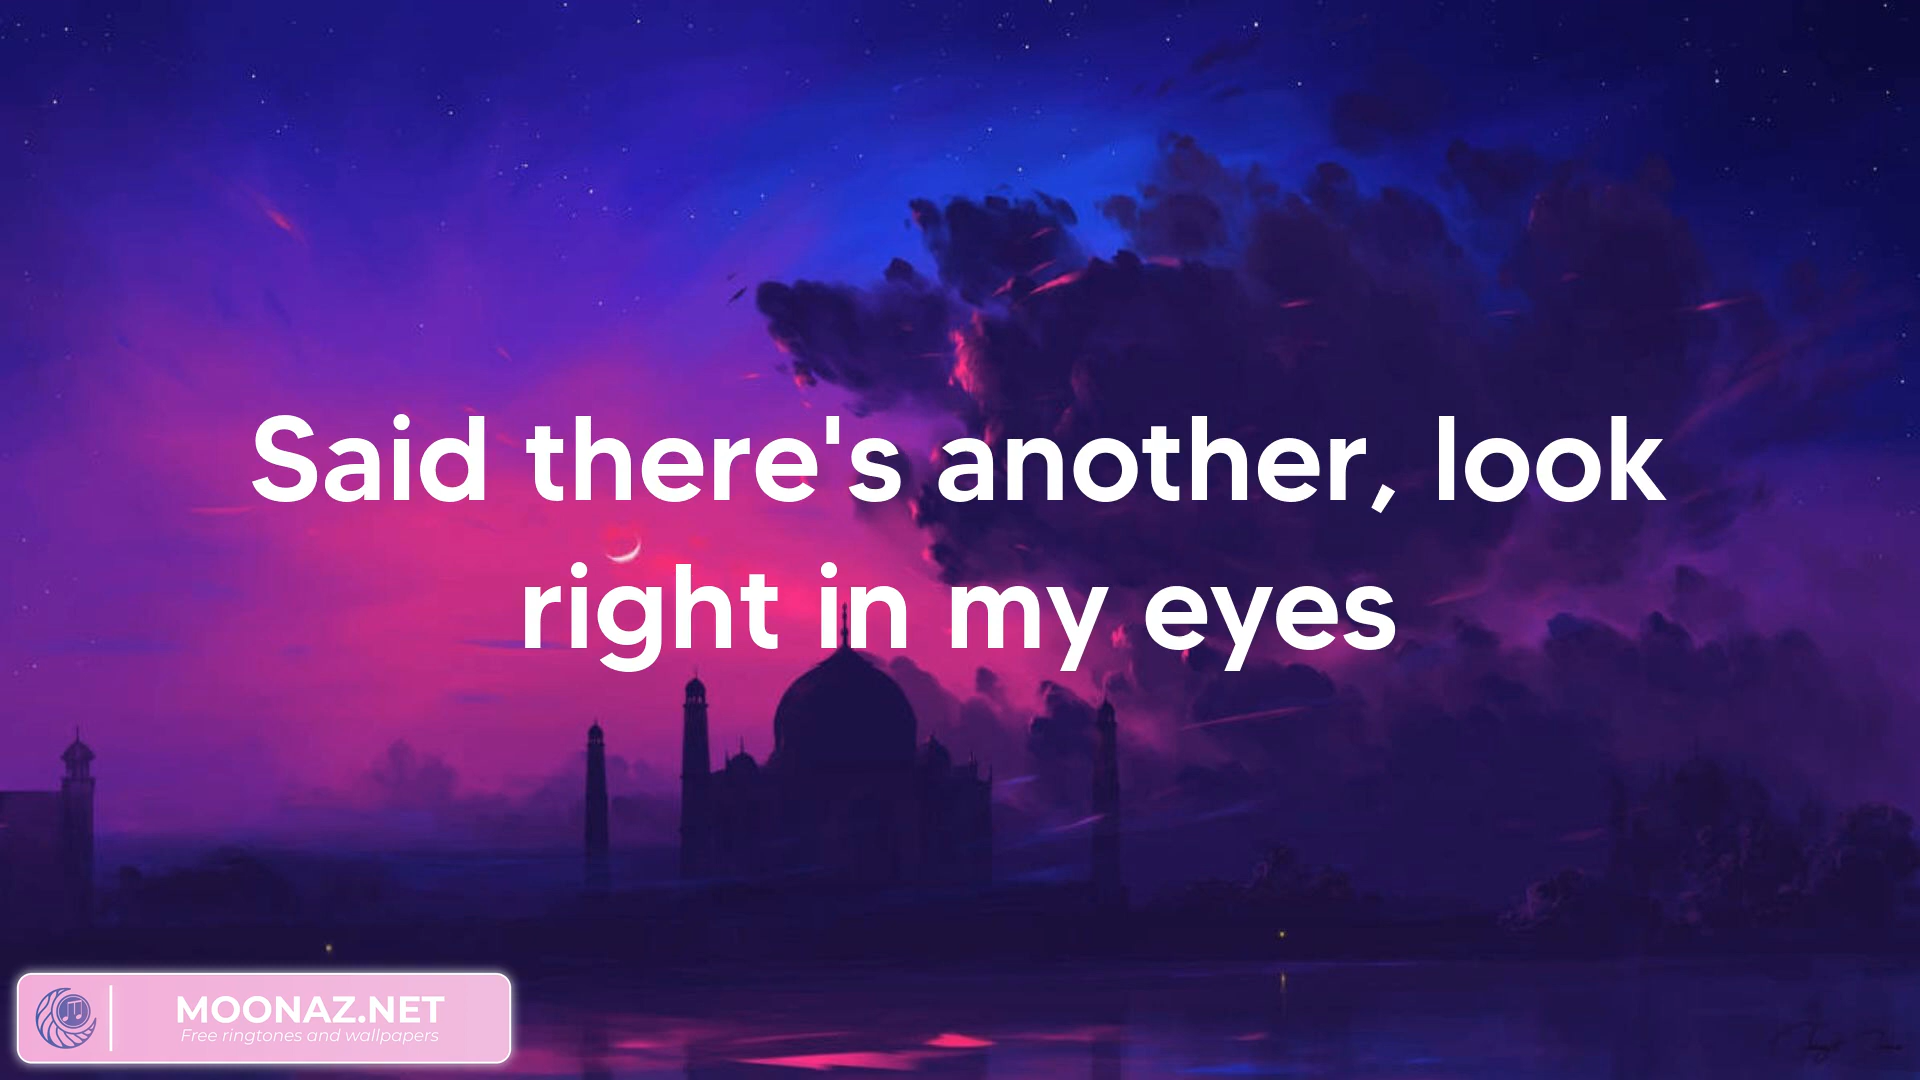 Said there's another, look
right in my eyes
MOONAZ.NET
Free ringtones and wallpapers